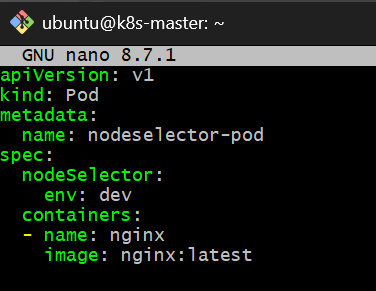 ubuntu@k8s-master: ~
GNU nano 8.7.1
apiVersion: v1
kind: Pod
metadata:
  name: nodeselector-pod
spec:
  nodeSelector:
    env: dev
  containers:
  - name: nginx
    image: nginx:latest